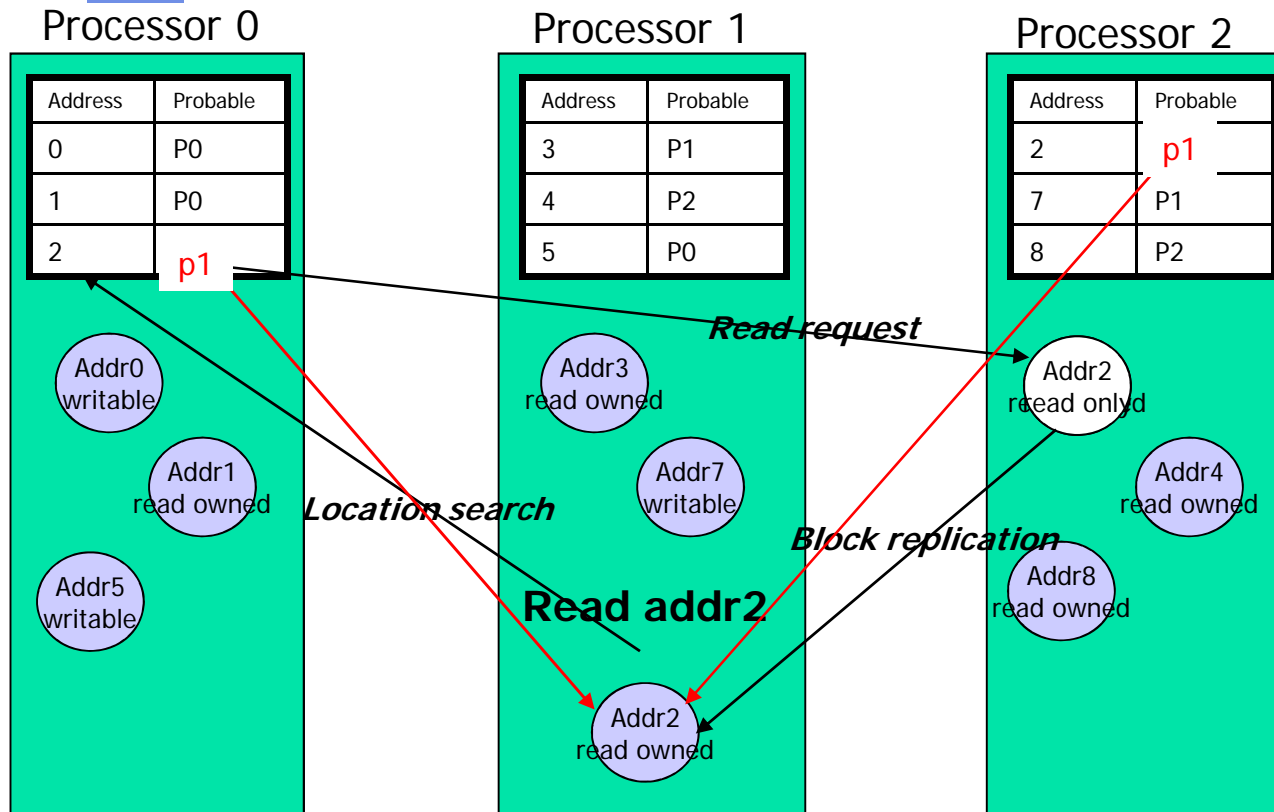 Processor 0
Address Probable
0 P0
1 P0
2 p1
Addr0
writable
Addr1
read owned
Addr5
writable
Location search
Processor 1
Address Probable
3 P1
4 P2
5 P0
Read request
Addr3
read owned
Addr7
writable
Block replication
Read addr2
Addr2
read owned
Processor 2
Address Probable
2 p1
7 P1
8 P2
Addr2
read only
Addr4
read owned
Addr8
read owned